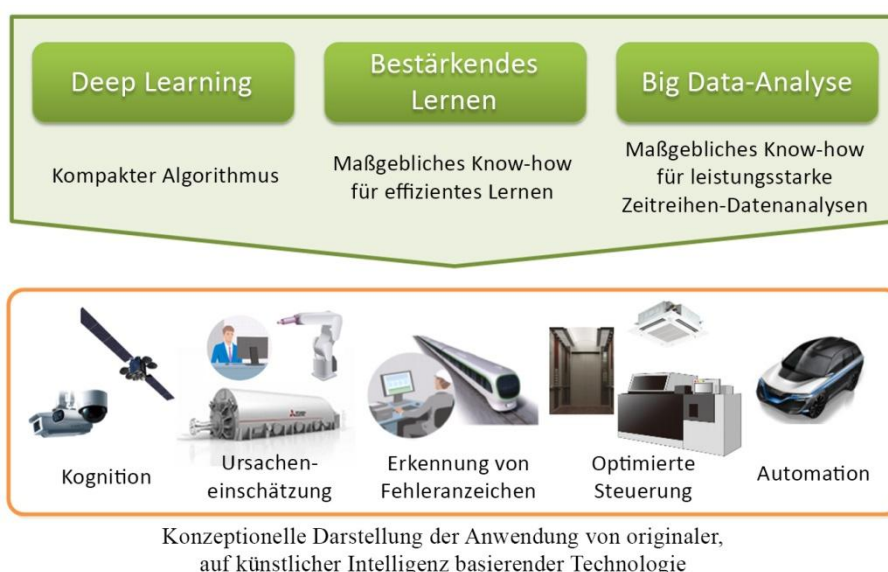 Deep Learning
Bestärkendes
Lernen
Big Data-Analyse
Kompakter Algorithmus
Maßgebliches Know-how
für effizientes Lernen
Maßgebliches Know-how
für leistungsstarke
Zeitreihen-Datenanalysen
Kognition
Ursachen-
einschätzung
Erkennung von
Fehleranzeichen
Optimierte
Steuerung
Automation
Konzeptionelle Darstellung der Anwendung von originaler,
auf künstlicher Intelligenz basierender Technologie